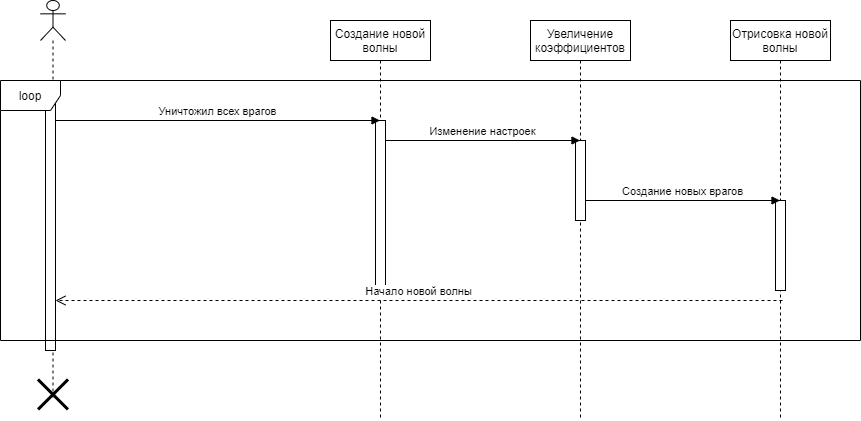 Создание новой
волны
Увеличение
коэффициентов
Отрисовка новой
волны
loop
Уничтожил всех врагов
Изменение настроек
Создание новых врагов
Начало новой волны